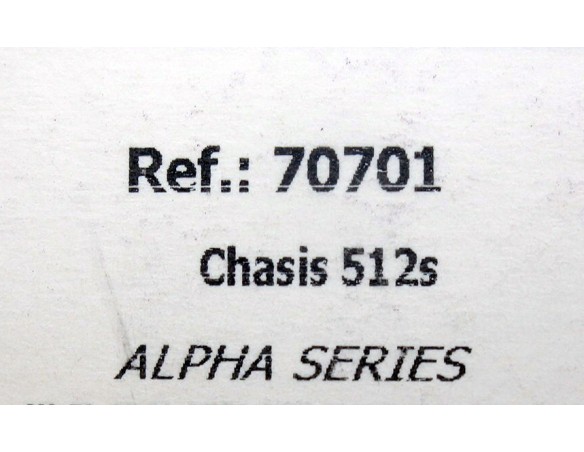 Ref.: 70701
Chasis 512s
ALPHA SERIES